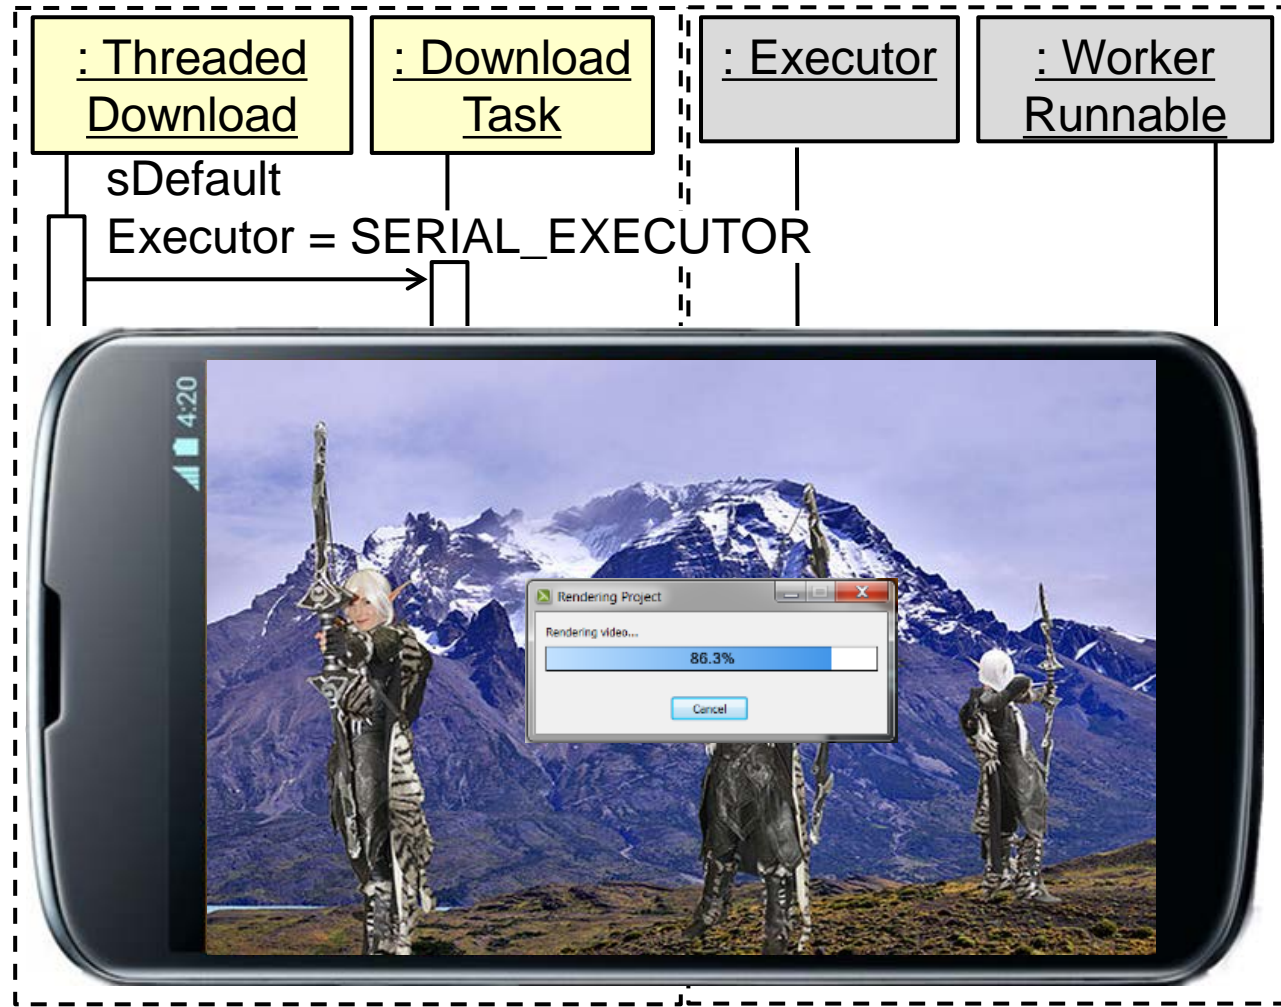 : Threaded
Download
: Download
Task
: Executor
: Worker
Runnable
sDefault
Executor = SERIAL_EXECUTOR
4:20
Rendering Project
Rendering video...
86.3%
Cancel